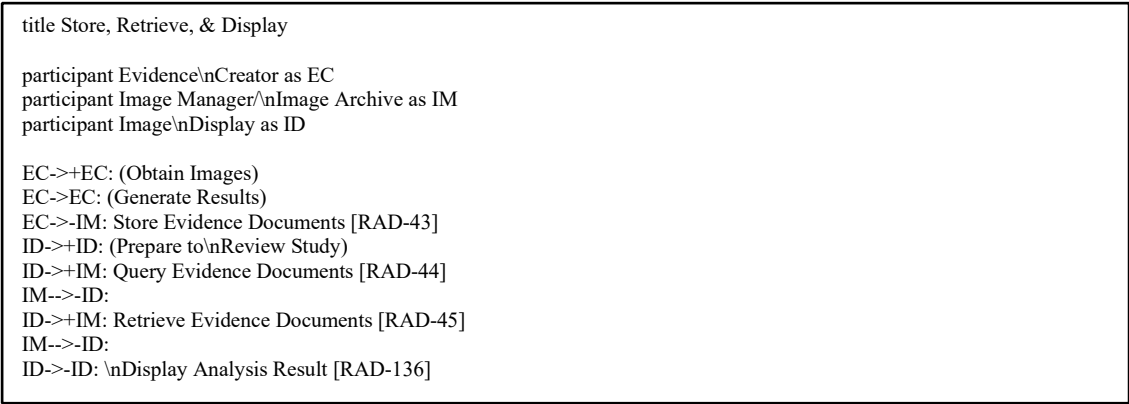 title Store, Retrieve, & Display
participant Evidence\nCreator as EC
participant Image Manager/\nImage Archive as IM
participant Image\nDisplay as ID
EC->+EC: (Obtain Images)
EC->EC: (Generate Results)
EC->-IM: Store Evidence Documents [RAD-43]
ID->+ID: (Prepare to\nReview Study)
ID->+IM: Query Evidence Documents [RAD-44]
IM-->-ID:
ID->+IM: Retrieve Evidence Documents [RAD-45]
IM-->-ID:
ID->-ID: \nDisplay Analysis Result [RAD-136]